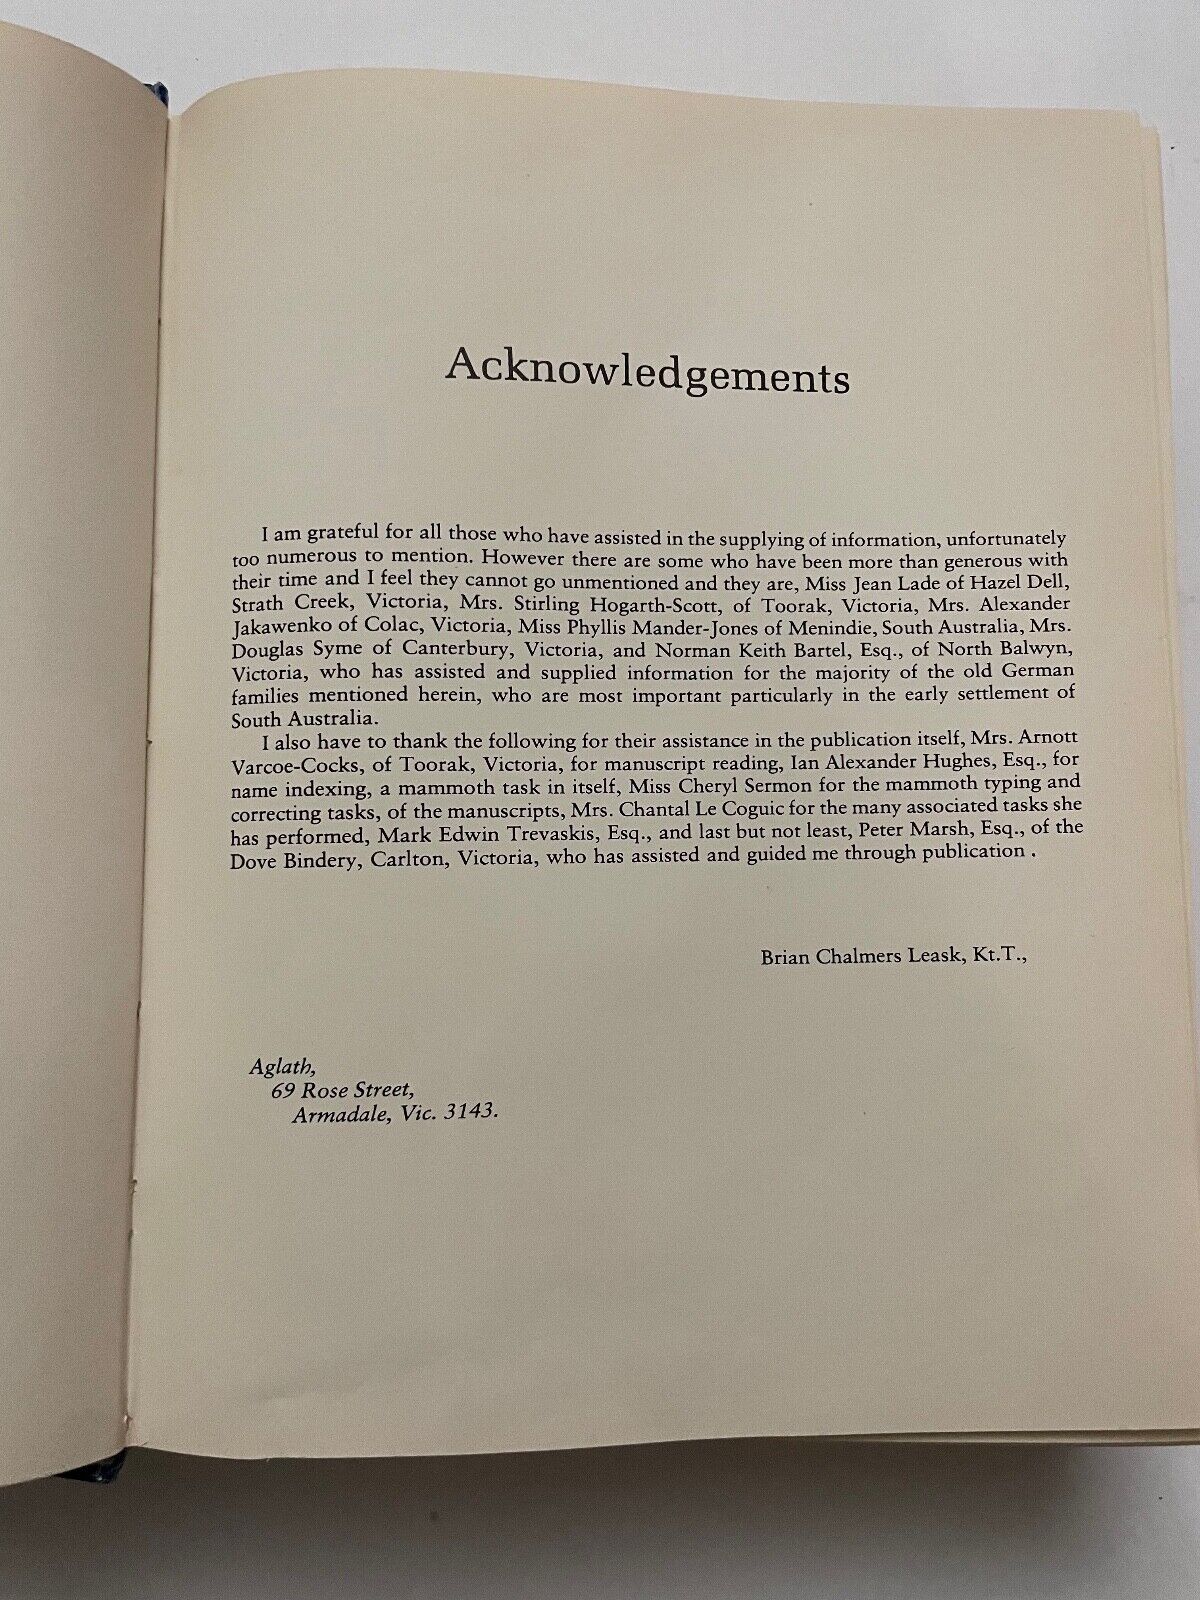 Acknowledgements
I am grateful for all those who have assisted in the supplying of information, unfortunately
too numerous to mention. However there are some who have been more than generous with
their time and I feel they cannot go unmentioned and they are, Miss Jean Lade of Hazel Dell,
Strath Creek, Victoria, Mrs. Stirling Hogarth-Scott, of Toorak, Victoria, Mrs. Alexander
Jakawenko of Colac, Victoria, Miss Phyllis Mander-Jones of Menindie, South Australia, Mrs.
Douglas Syme of Canterbury, Victoria, and Norman Keith Bartel, Esq., of North Balwyn,
Victoria, who has assisted and supplied information for the majority of the old German
families mentioned herein, who are most important particularly in the early settlement of
South Australia.
I also have to thank the following for their assistance in the publication itself, Mrs. Arnott
Varcoe-Cocks, of Toorak, Victoria, for manuscript reading, Ian Alexander Hughes, Esq., for
name indexing, a mammoth task in itself, Miss Cheryl Sermon for the mammoth typing and
correcting tasks, of the manuscripts, Mrs. Chantal Le Coguic for the many associated tasks she
has performed, Mark Edwin Trevaskis, Esq., and last but not least, Peter Marsh, Esq., of the
Dove Bindery, Carlton, Victoria, who has assisted and guided me through publication .
Brian Chalmers Leask, Kt.T.,
Aglath,
69 Rose Street,
Armadale, Vic. 3143.